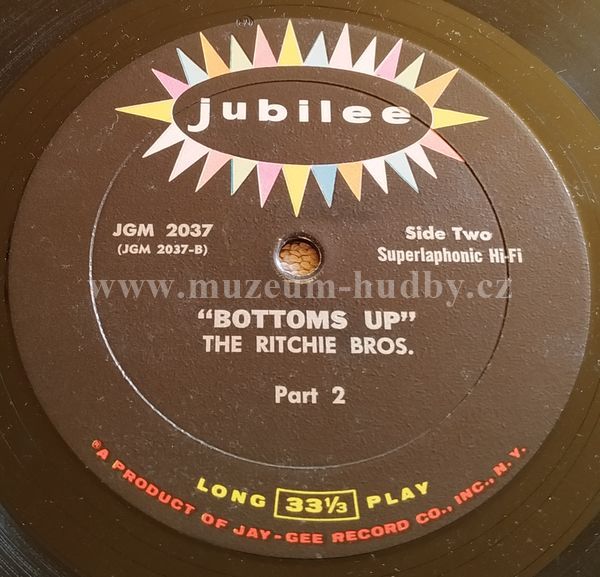 jubilee
JGM 2037
(JGM 2037-B)
Side Two
Superlaphonic Hi-Fi
www.muzeum-hudby.cz
"BOTTOMS UP"
THE RITCHIE BROS.
Part 2
LONG 33⅓ PLAY
®A PRODUCT OF JAY-GEE RECORD CO., INC., N. Y.